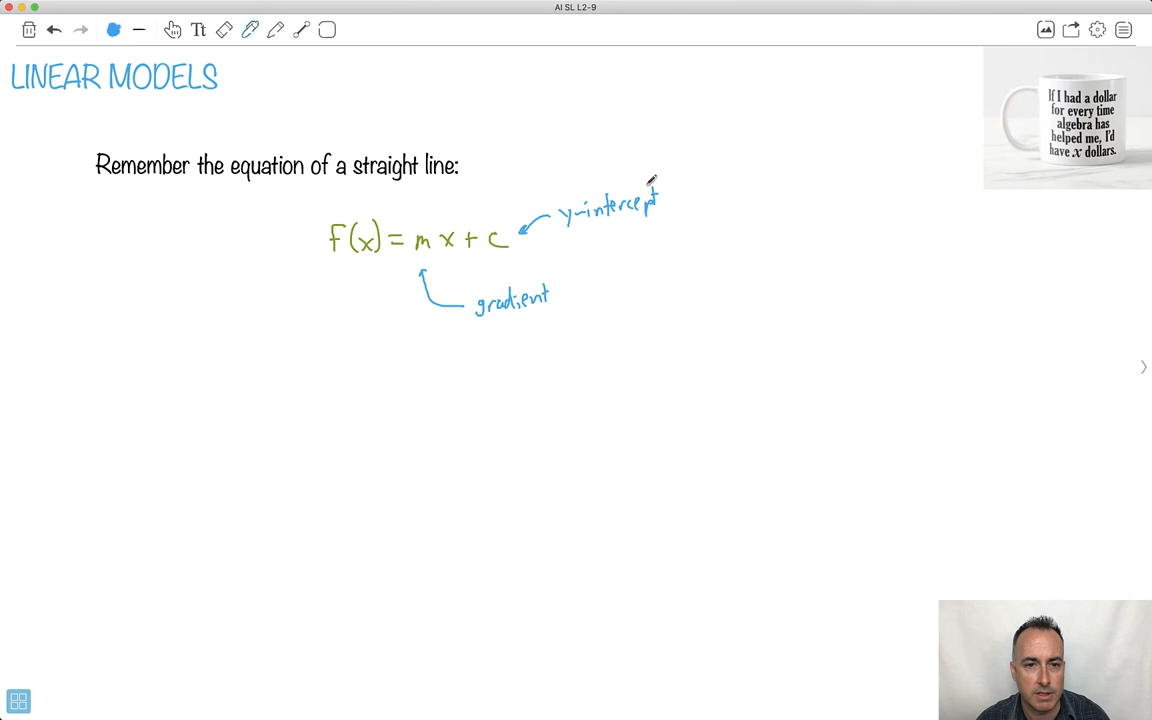 AI SL L2-9
Tt
LINEAR MODELS
If I had a dollar
for every time
algebra has
helped me, I'd
have x dollars.
Remember the equation of a straight line:
y-intercept
f(x) = mx + c
gradient